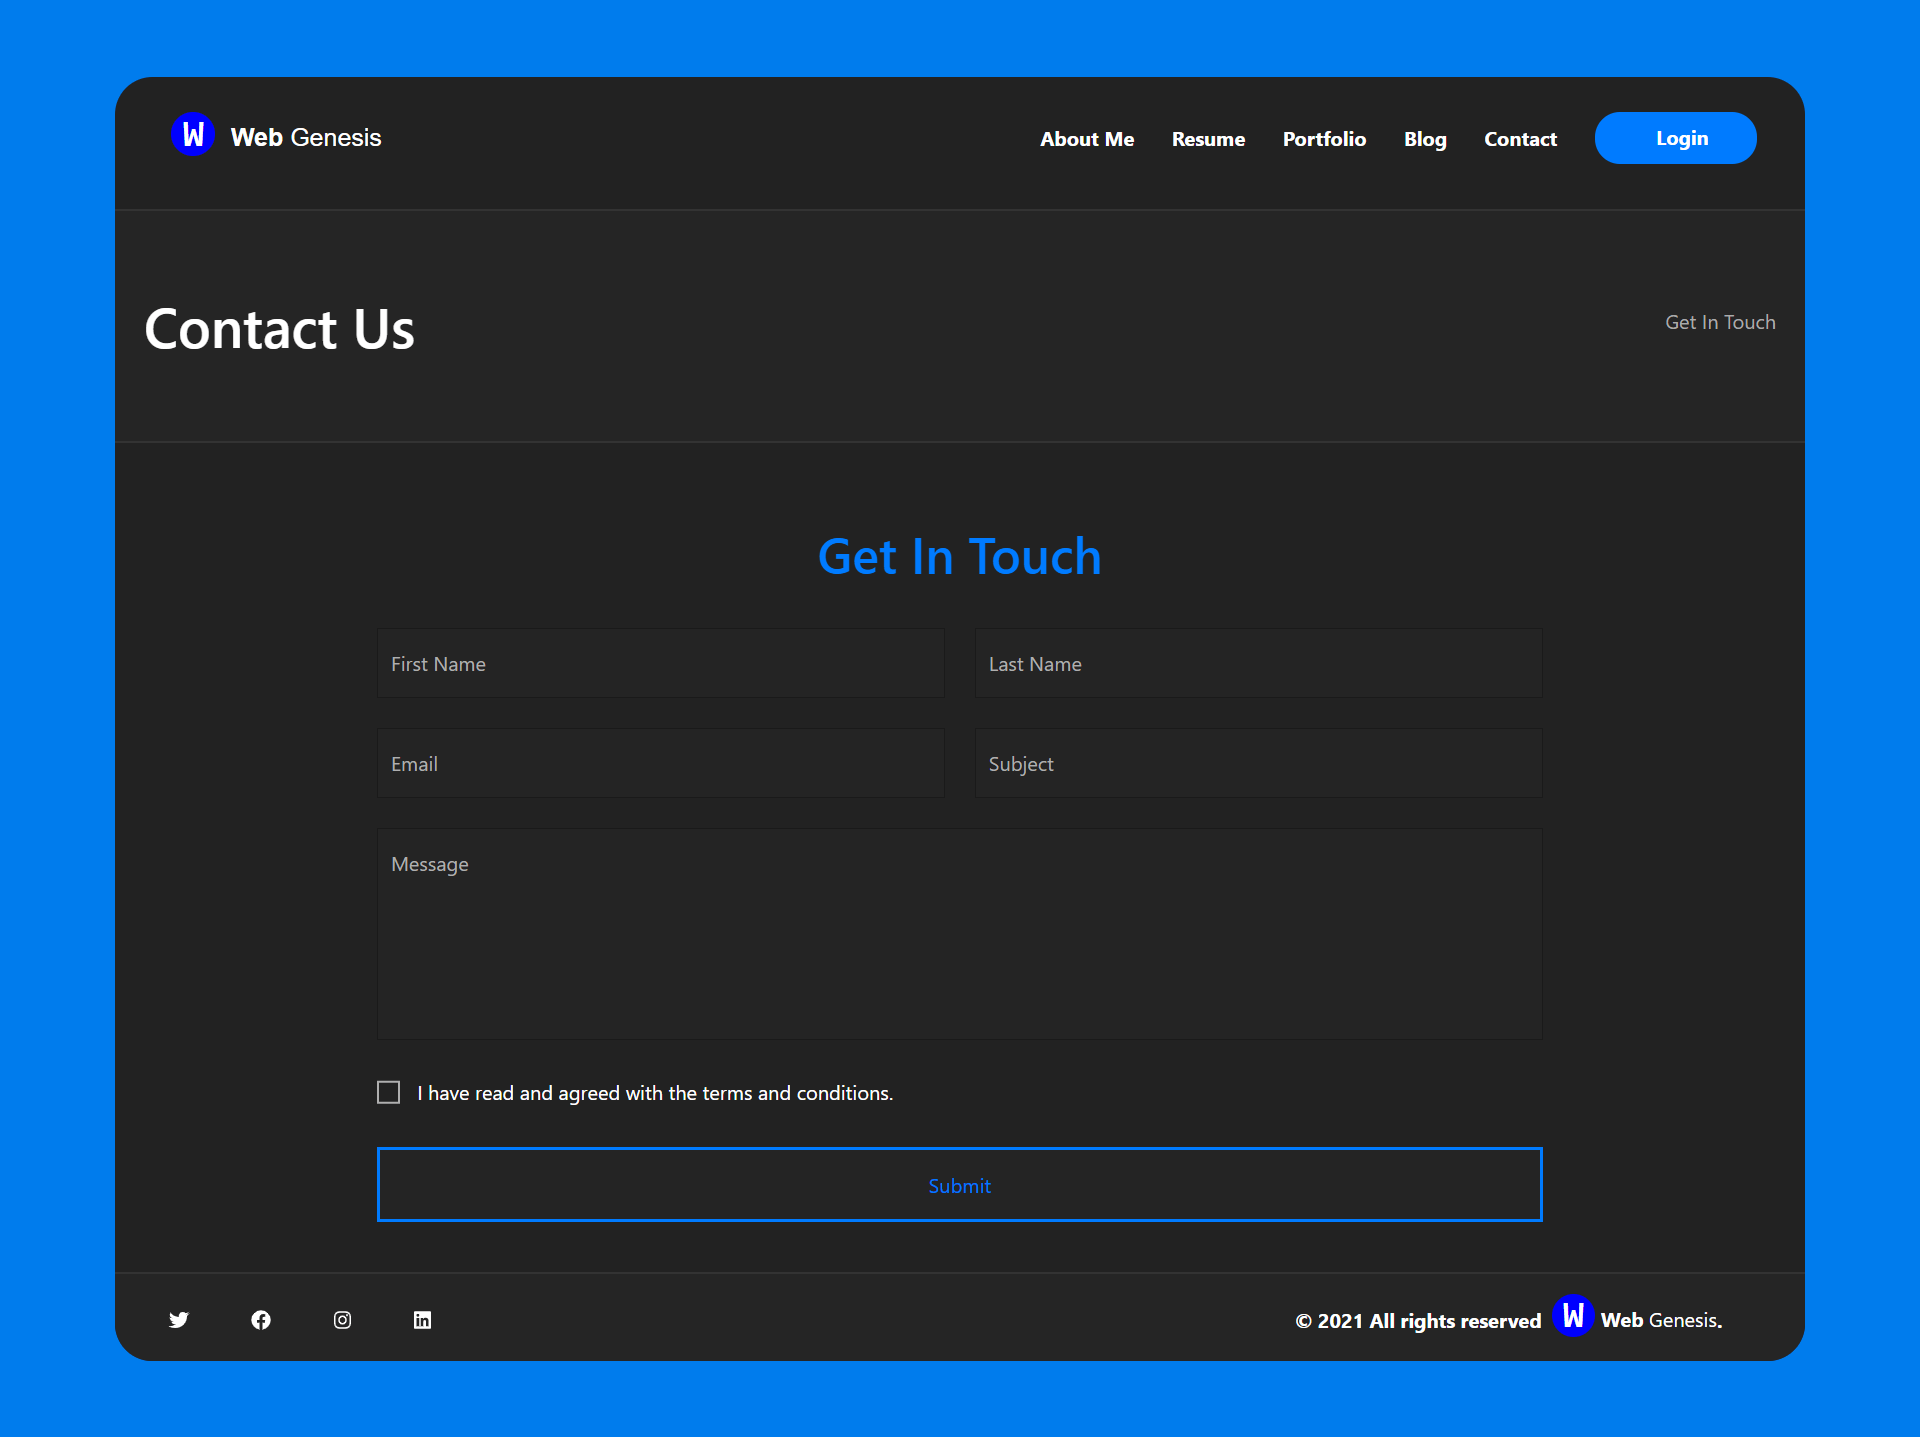 W Web Genesis
About Me Resume Portfolio Blog Contact Login
Contact Us
Get In Touch
Get In Touch
First Name
Last Name
Email
Subject
Message
I have read and agreed with the terms and conditions.
Submit
© 2021 All rights reserved W Web Genesis.